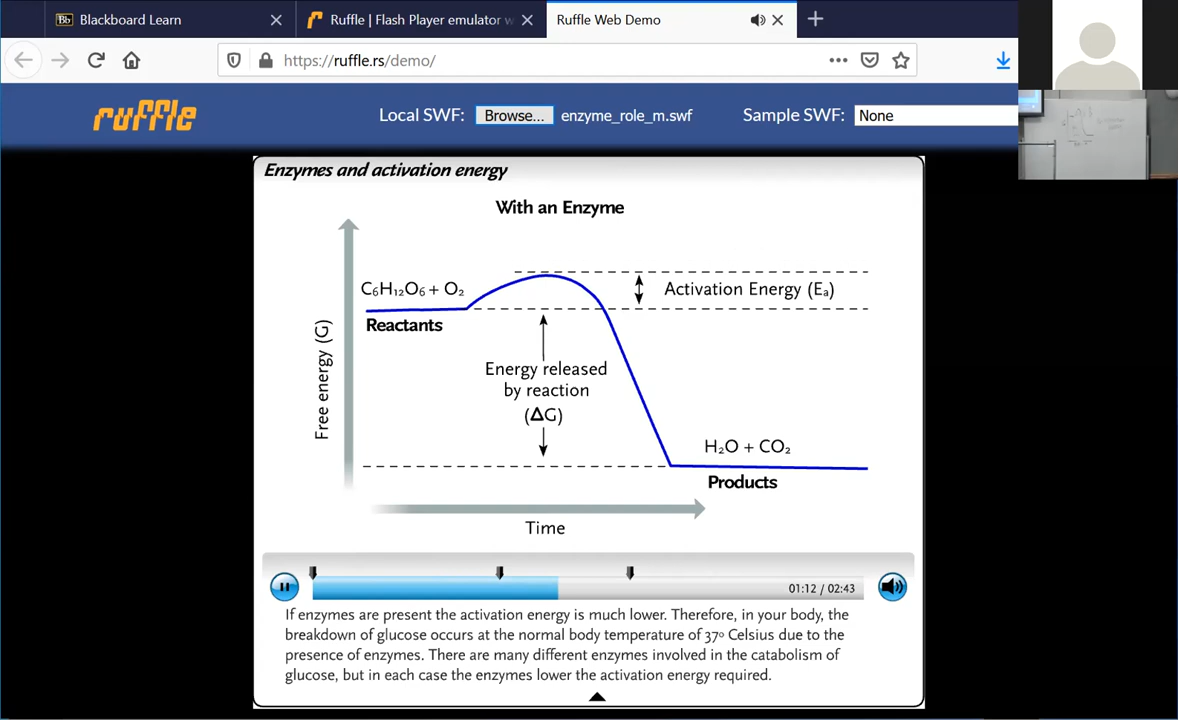 Blackboard Learn
Ruffle | Flash Player emulator w
Ruffle Web Demo
https://ruffle.rs/demo/
ruffle
Local SWF: Browse... enzyme_role_m.swf
Sample SWF: None
Enzymes and activation energy
With an Enzyme
C₆H₁₂O₆ + O₂
Reactants
Activation Energy (Eₐ)
Free energy (G)
Energy released
by reaction
(ΔG)
H₂O + CO₂
Products
Time
01:12 / 02:43
If enzymes are present the activation energy is much lower. Therefore, in your body, the
breakdown of glucose occurs at the normal body temperature of 37º Celsius due to the
presence of enzymes. There are many different enzymes involved in the catabolism of
glucose, but in each case the enzymes lower the activation energy required.